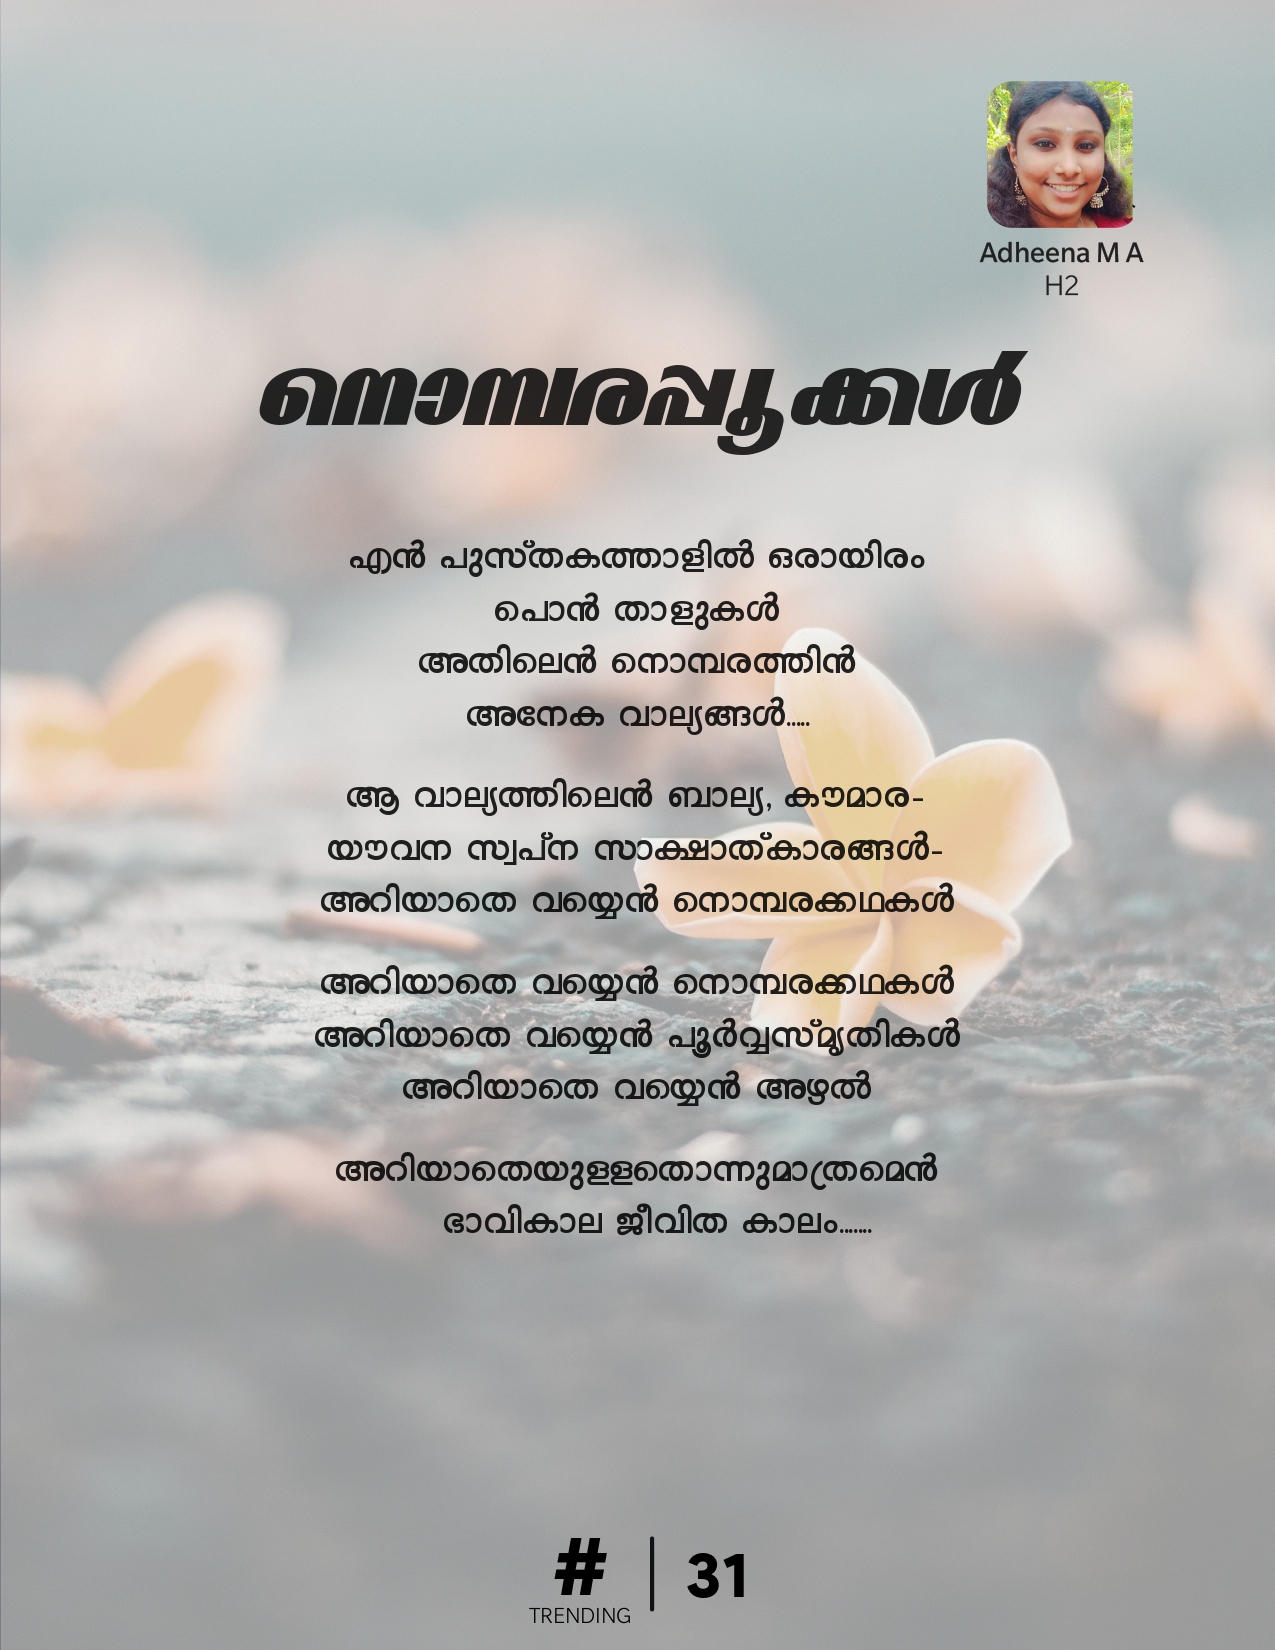 Adheena M A
H2
നൊമ്പരപ്പൂക്കൾ
എൻ പുസ്തകത്താളിൽ ഒരായിരം
പൊൻ താളുകൾ
അതിലെൻ നൊമ്പരത്തിൻ
അനേക വാല്യങ്ങൾ.....
ആ വാല്യത്തിലെൻ ബാല്യ, കൗമാര-
യൗവന സ്വപ്ന സാക്ഷാത്കാരങ്ങൾ-
അറിയാതെ വയ്യെൻ നൊമ്പരക്കഥകൾ
അറിയാതെ വയ്യെൻ നൊമ്പരക്കഥകൾ
അറിയാതെ വയ്യെൻ പൂർവ്വസ്മൃതികൾ
അറിയാതെ വയ്യെൻ അഴൽ
അറിയാതെയുളളതൊന്നുമാത്രമെൻ
ഭാവികാല ജീവിത കാലം.......
# | 31
TRENDING